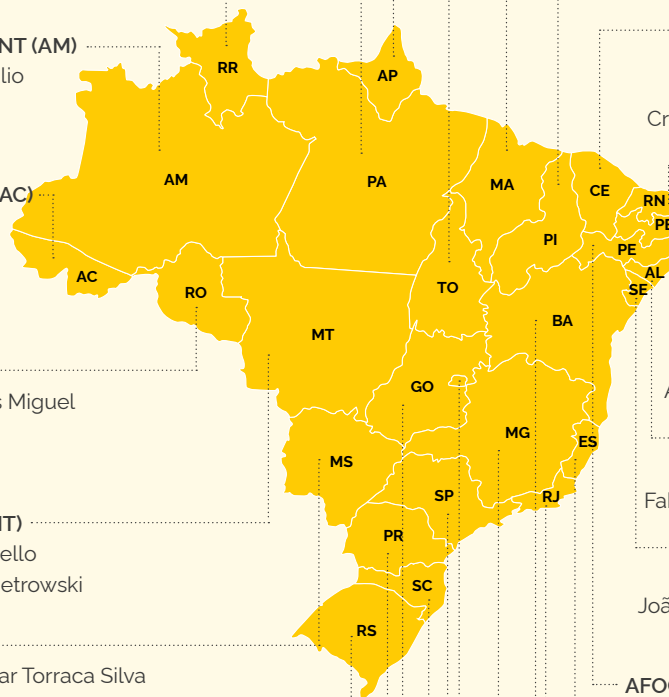 NT (AM)
lio
RR
AP
Cr
AM
PA
MA
CE
AC)
RN
PI
PE
AL
AC
RO
TO
SE
MT
BA
GO
s Miguel
MG
ES
MS
SP
RJ
Fal
IT)
PR
ello
etrowski
SC
Joã
RS
ar Torraca Silva
AFO